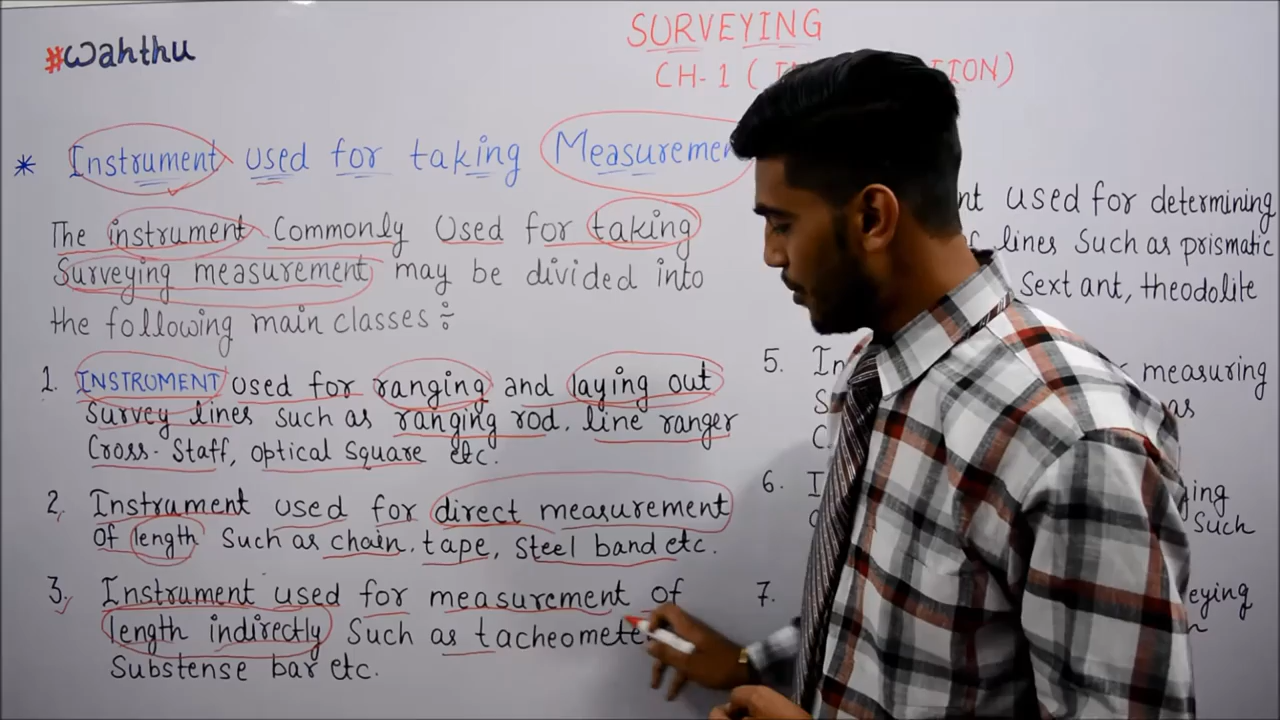 #wahthu
SURVEYING
CH-1 (
* Instrument used for taking
The instrument Commonly Used for taking
Surveying measurement may be divided into
the following main classes:
1. INSTROMENT used for ranging and laying out
Survey lines such as ranging rod, line ranger
Cross-Staff, optical Square etc.
2. Instrument used for direct measurement
Of length Such as chain, tape, Steel band etc.
3. Instrument used for measurement of
length indirectly Such as
Substense bar etc.
used for determining
lines Such as prismatic
Sextant, theodolite
5. measuring
as
6.
Such
7.